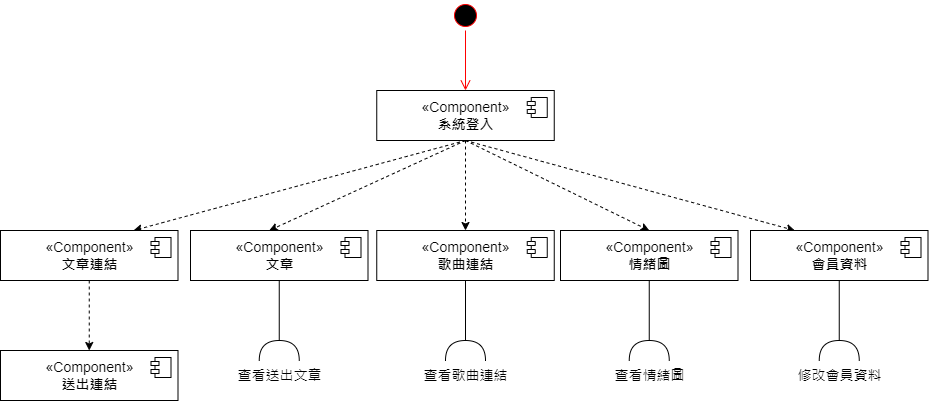 «Component»
系統登入
«Component»
文章連結
«Component»
文章
«Component»
歌曲連結
«Component»
情緒圖
«Component»
會員資料
«Component»
送出連結
查看送出文章
查看歌曲連結
查看情緒圖
修改會員資料